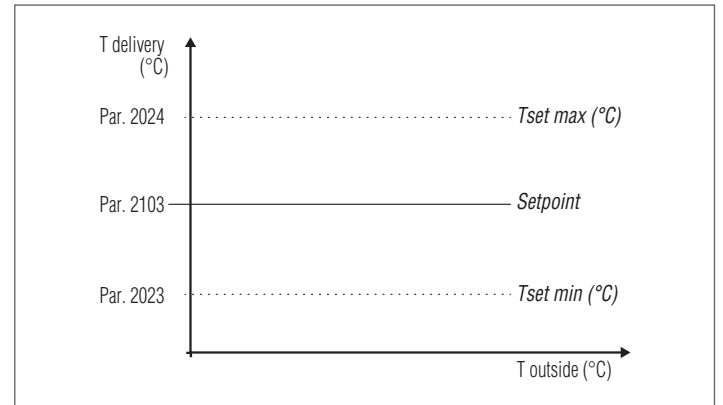 T delivery
(°C)
Par. 2024
Tset max (°C)
Par. 2103
Setpoint
Par. 2023
Tset min (°C)
T outside (°C)